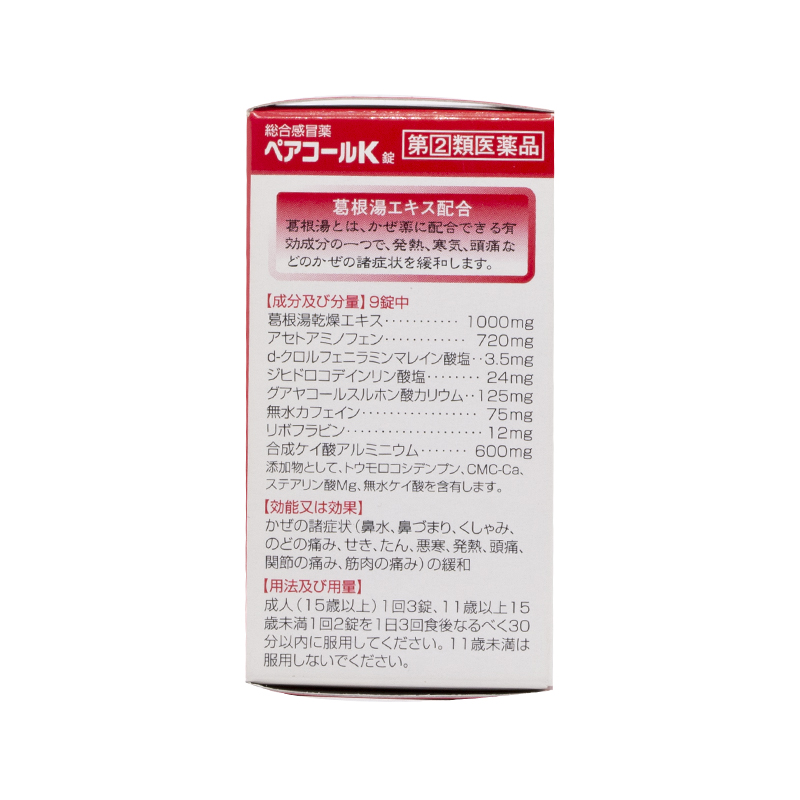 総合感冒薬
ペアコールK錠
第②類医薬品
葛根湯エキス配合
葛根湯とは、かぜ薬に配合できる有
効成分の一つで、発熱、寒気、頭痛な
どのかぜの諸症状を緩和します。
【成分及び分量】9錠中
葛根湯乾燥エキス・・・・・・・・・・・1000mg
アセトアミノフェン・・・・・・・・・・・・720mg
d-クロルフェニラミンマレイン酸塩・・3.5mg
ジヒドロコデインリン酸塩・・・・・・・・24mg
グアヤコールスルホン酸カリウム・・125mg
無水カフェイン・・・・・・・・・・・・・・・・・75mg
リボフラビン・・・・・・・・・・・・・・・・・・・・12mg
合成ケイ酸アルミニウム・・・・・・・600mg
添加物として、トウモロコシデンプン、CMC-Ca、
ステアリン酸Mg、無水ケイ酸を含有します。
【効能又は効果】
かぜの諸症状(鼻水、鼻づまり、くしゃみ、
のどの痛み、せき、たん、悪寒、発熱、頭痛、
関節の痛み、筋肉の痛み)の緩和
【用法及び用量】
成人(15歳以上)1回3錠、11歳以上15
歳未満1回2錠を1日3回食後なるべく30
分以内に服用してください。11歳未満は
服用しないでください。